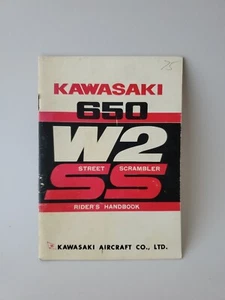 KAWASAKI
650
W2
STREET SCRAMBLER
SS
RIDER'S HANDBOOK
KAWASAKI AIRCRAFT CO., LTD.